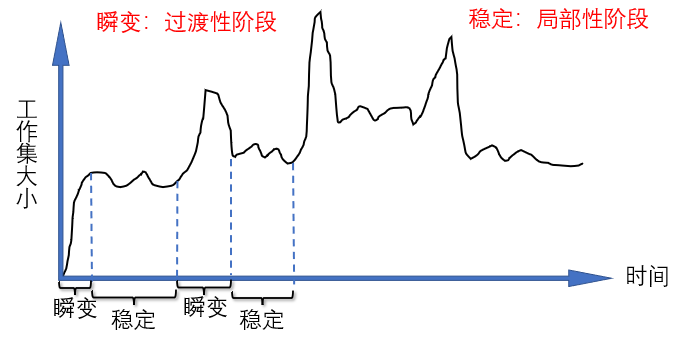 瞬变：过渡性阶段
稳定：局部性阶段
工作集大小
时间
瞬变
稳定
瞬变
稳定